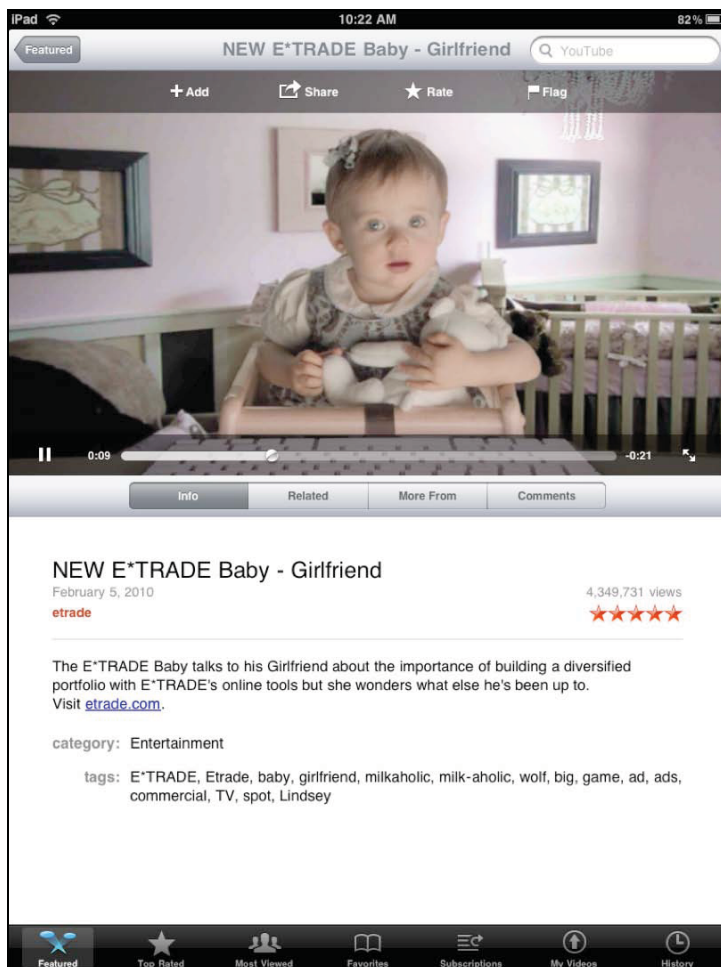 iPad 10:22 AM 82%
Featured NEW E*TRADE Baby - Girlfriend YouTube
Add Share Rate Flag
0:09 -0:21
Info Related More From Comments
NEW E*TRADE Baby - Girlfriend
February 5, 2010 4,349,731 views
etrade
The E*TRADE Baby talks to his Girlfriend about the importance of building a diversified
portfolio with E*TRADE's online tools but she wonders what else he's been up to.
Visit etrade.com.
category: Entertainment
tags: E*TRADE, Etrade, baby, girlfriend, milkaholic, milk-aholic, wolf, big, game, ad, ads,
commercial, TV, spot, Lindsey
Featured Top Rated Most Viewed Favorites Subscriptions My Videos History